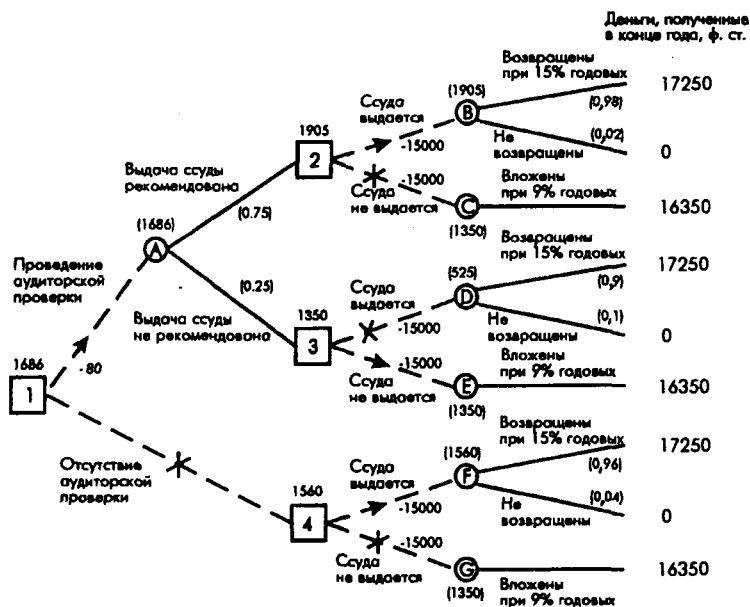 Деньги, полученные
в конце года, ф. ст.
Возвращены
при 15% годовых
17250
(1905)
B
(0,98)
Ссуда
выдается
-15000
(0,02)
Не
возвращены
0
1905
2
-15000
Ссуда
не выдается
Вложены
при 9% годовых
C
16350
(1350)
Выдача ссуды
рекомендована
(0.75)
(1686)
A
Возвращены
при 15% годовых
17250
(525)
D
(0,9)
Ссуда
выдается
-15000
(0,1)
Не
возвращены
0
Проведение
аудиторской
проверки
(0.25)
Выдача ссуды
не рекомендована
1350
3
-15000
Ссуда
не выдается
Вложены
при 9% годовых
E
16350
(1350)
1686
1
-80
Возвращены
при 15% годовых
17250
(1560)
F
(0,96)
Ссуда
выдается
-15000
(0,04)
Не
возвращены
0
Отсутствие
аудиторской
проверки
1560
4
-15000
Ссуда
не выдается
G
16350
(1350)
Вложены
при 9% годовых